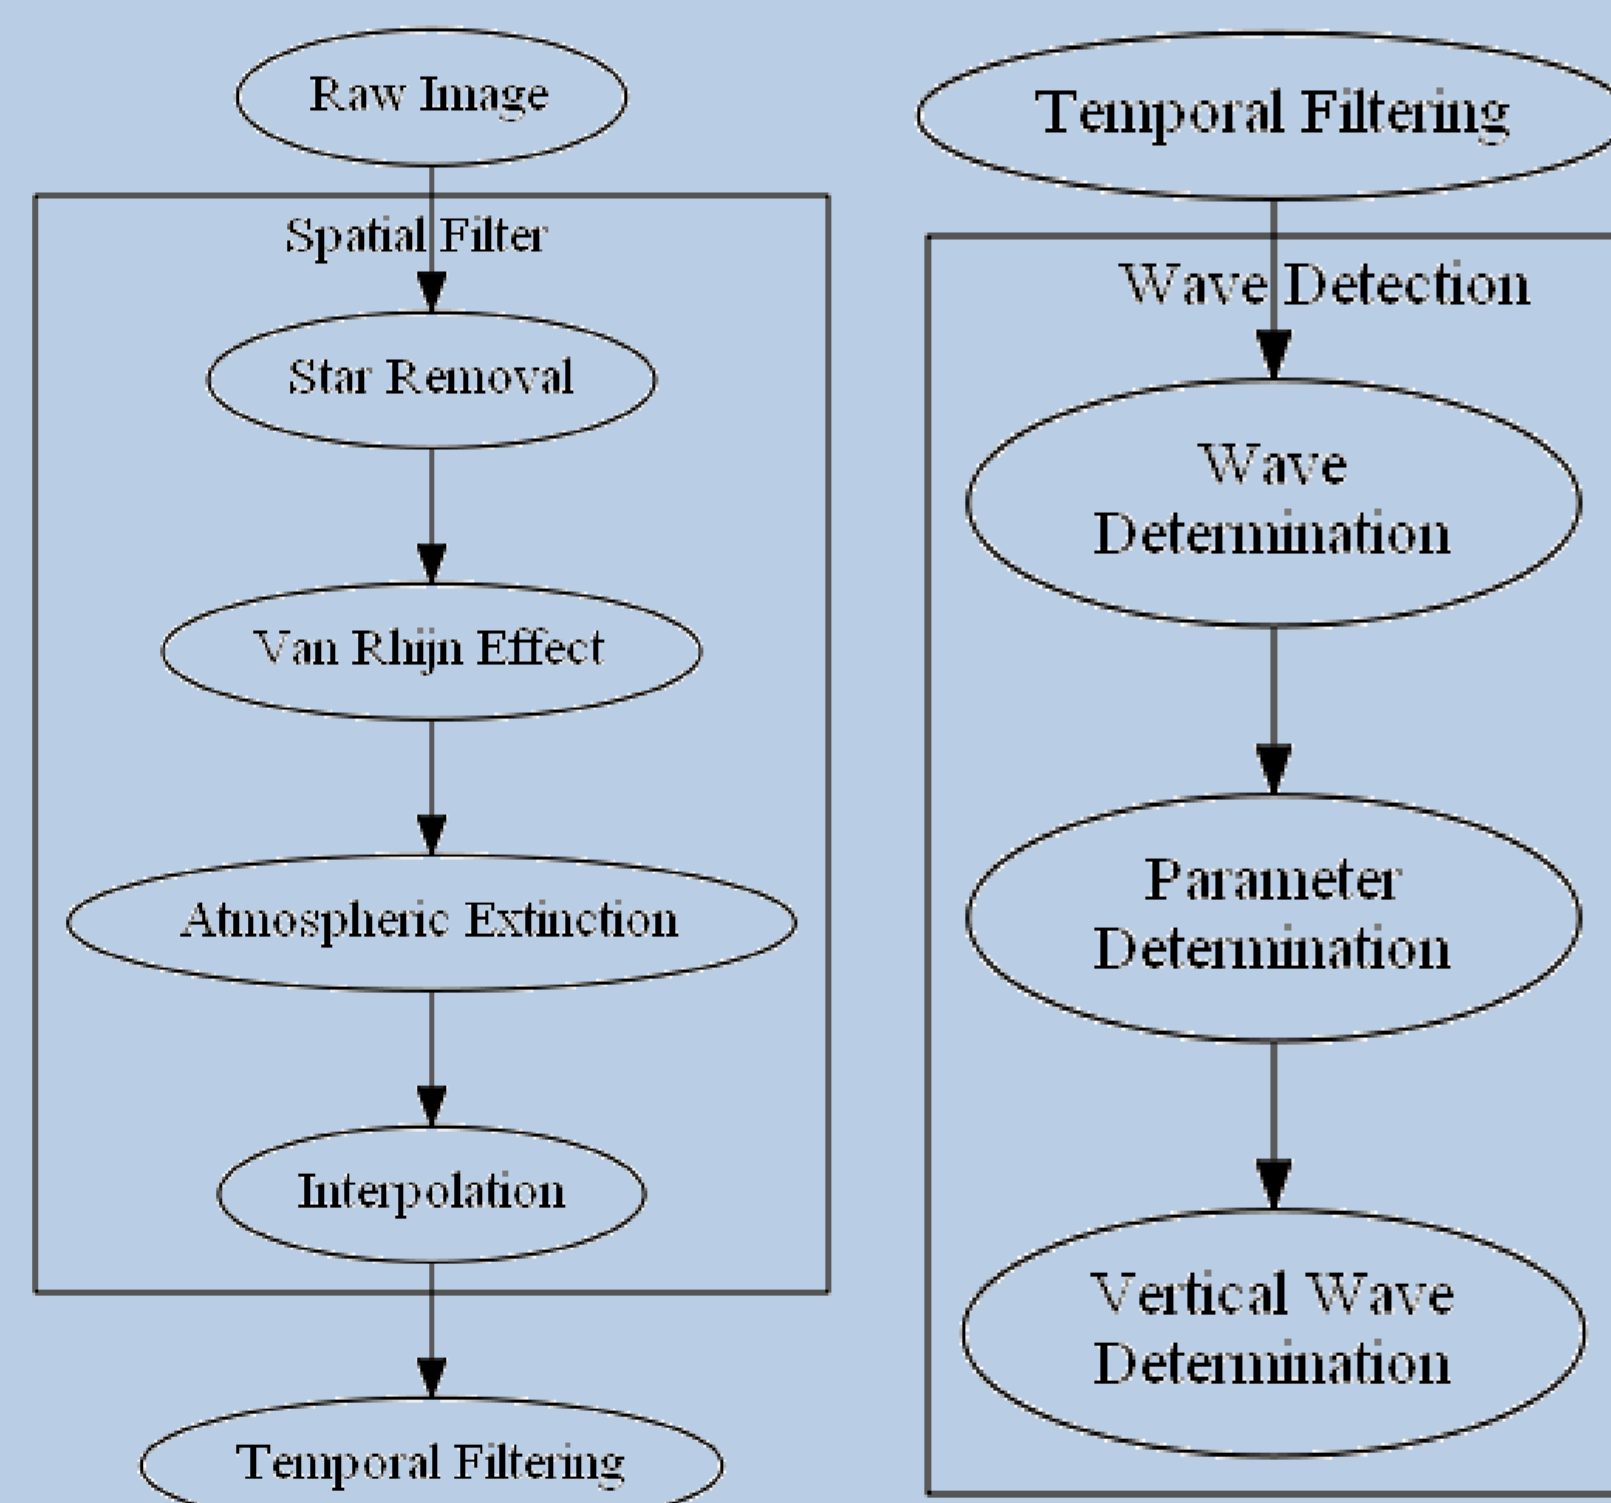 Raw Image
Spatial Filter
Star Removal
Van Rhijn Effect
Atmospheric Extinction
Interpolation
Temporal Filtering
Temporal Filtering
Wave Detection
Wave
Determination
Parameter
Determination
Vertical Wave
Determination